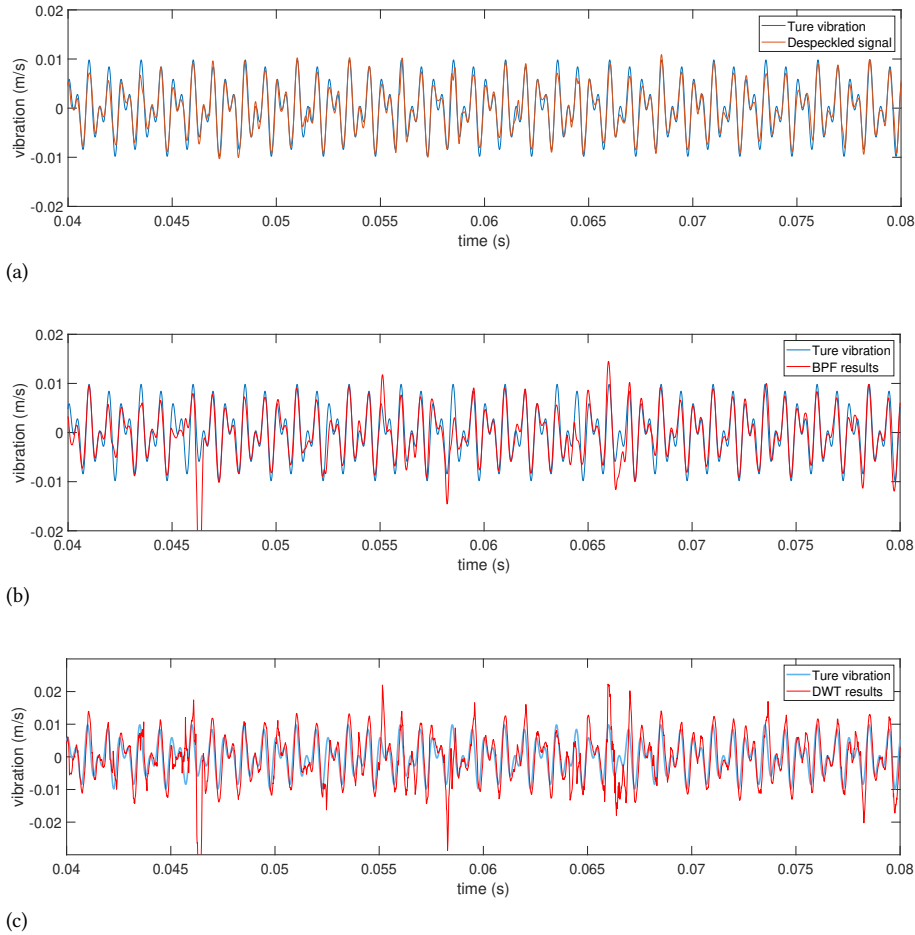 0.02
Ture vibration
Despeckled signal
0.01
0
-0.01
-0.02
vibration (m/s)
0.04 0.045 0.05 0.055 0.06 0.065 0.07 0.075 0.08
time (s)
(a)
0.02
Ture vibration
BPF results
0.01
0
-0.01
-0.02
vibration (m/s)
0.04 0.045 0.05 0.055 0.06 0.065 0.07 0.075 0.08
time (s)
(b)
Ture vibration
DWT results
0.02
0.01
0
-0.01
-0.02
vibration (m/s)
0.04 0.045 0.05 0.055 0.06 0.065 0.07 0.075 0.08
time (s)
(c)